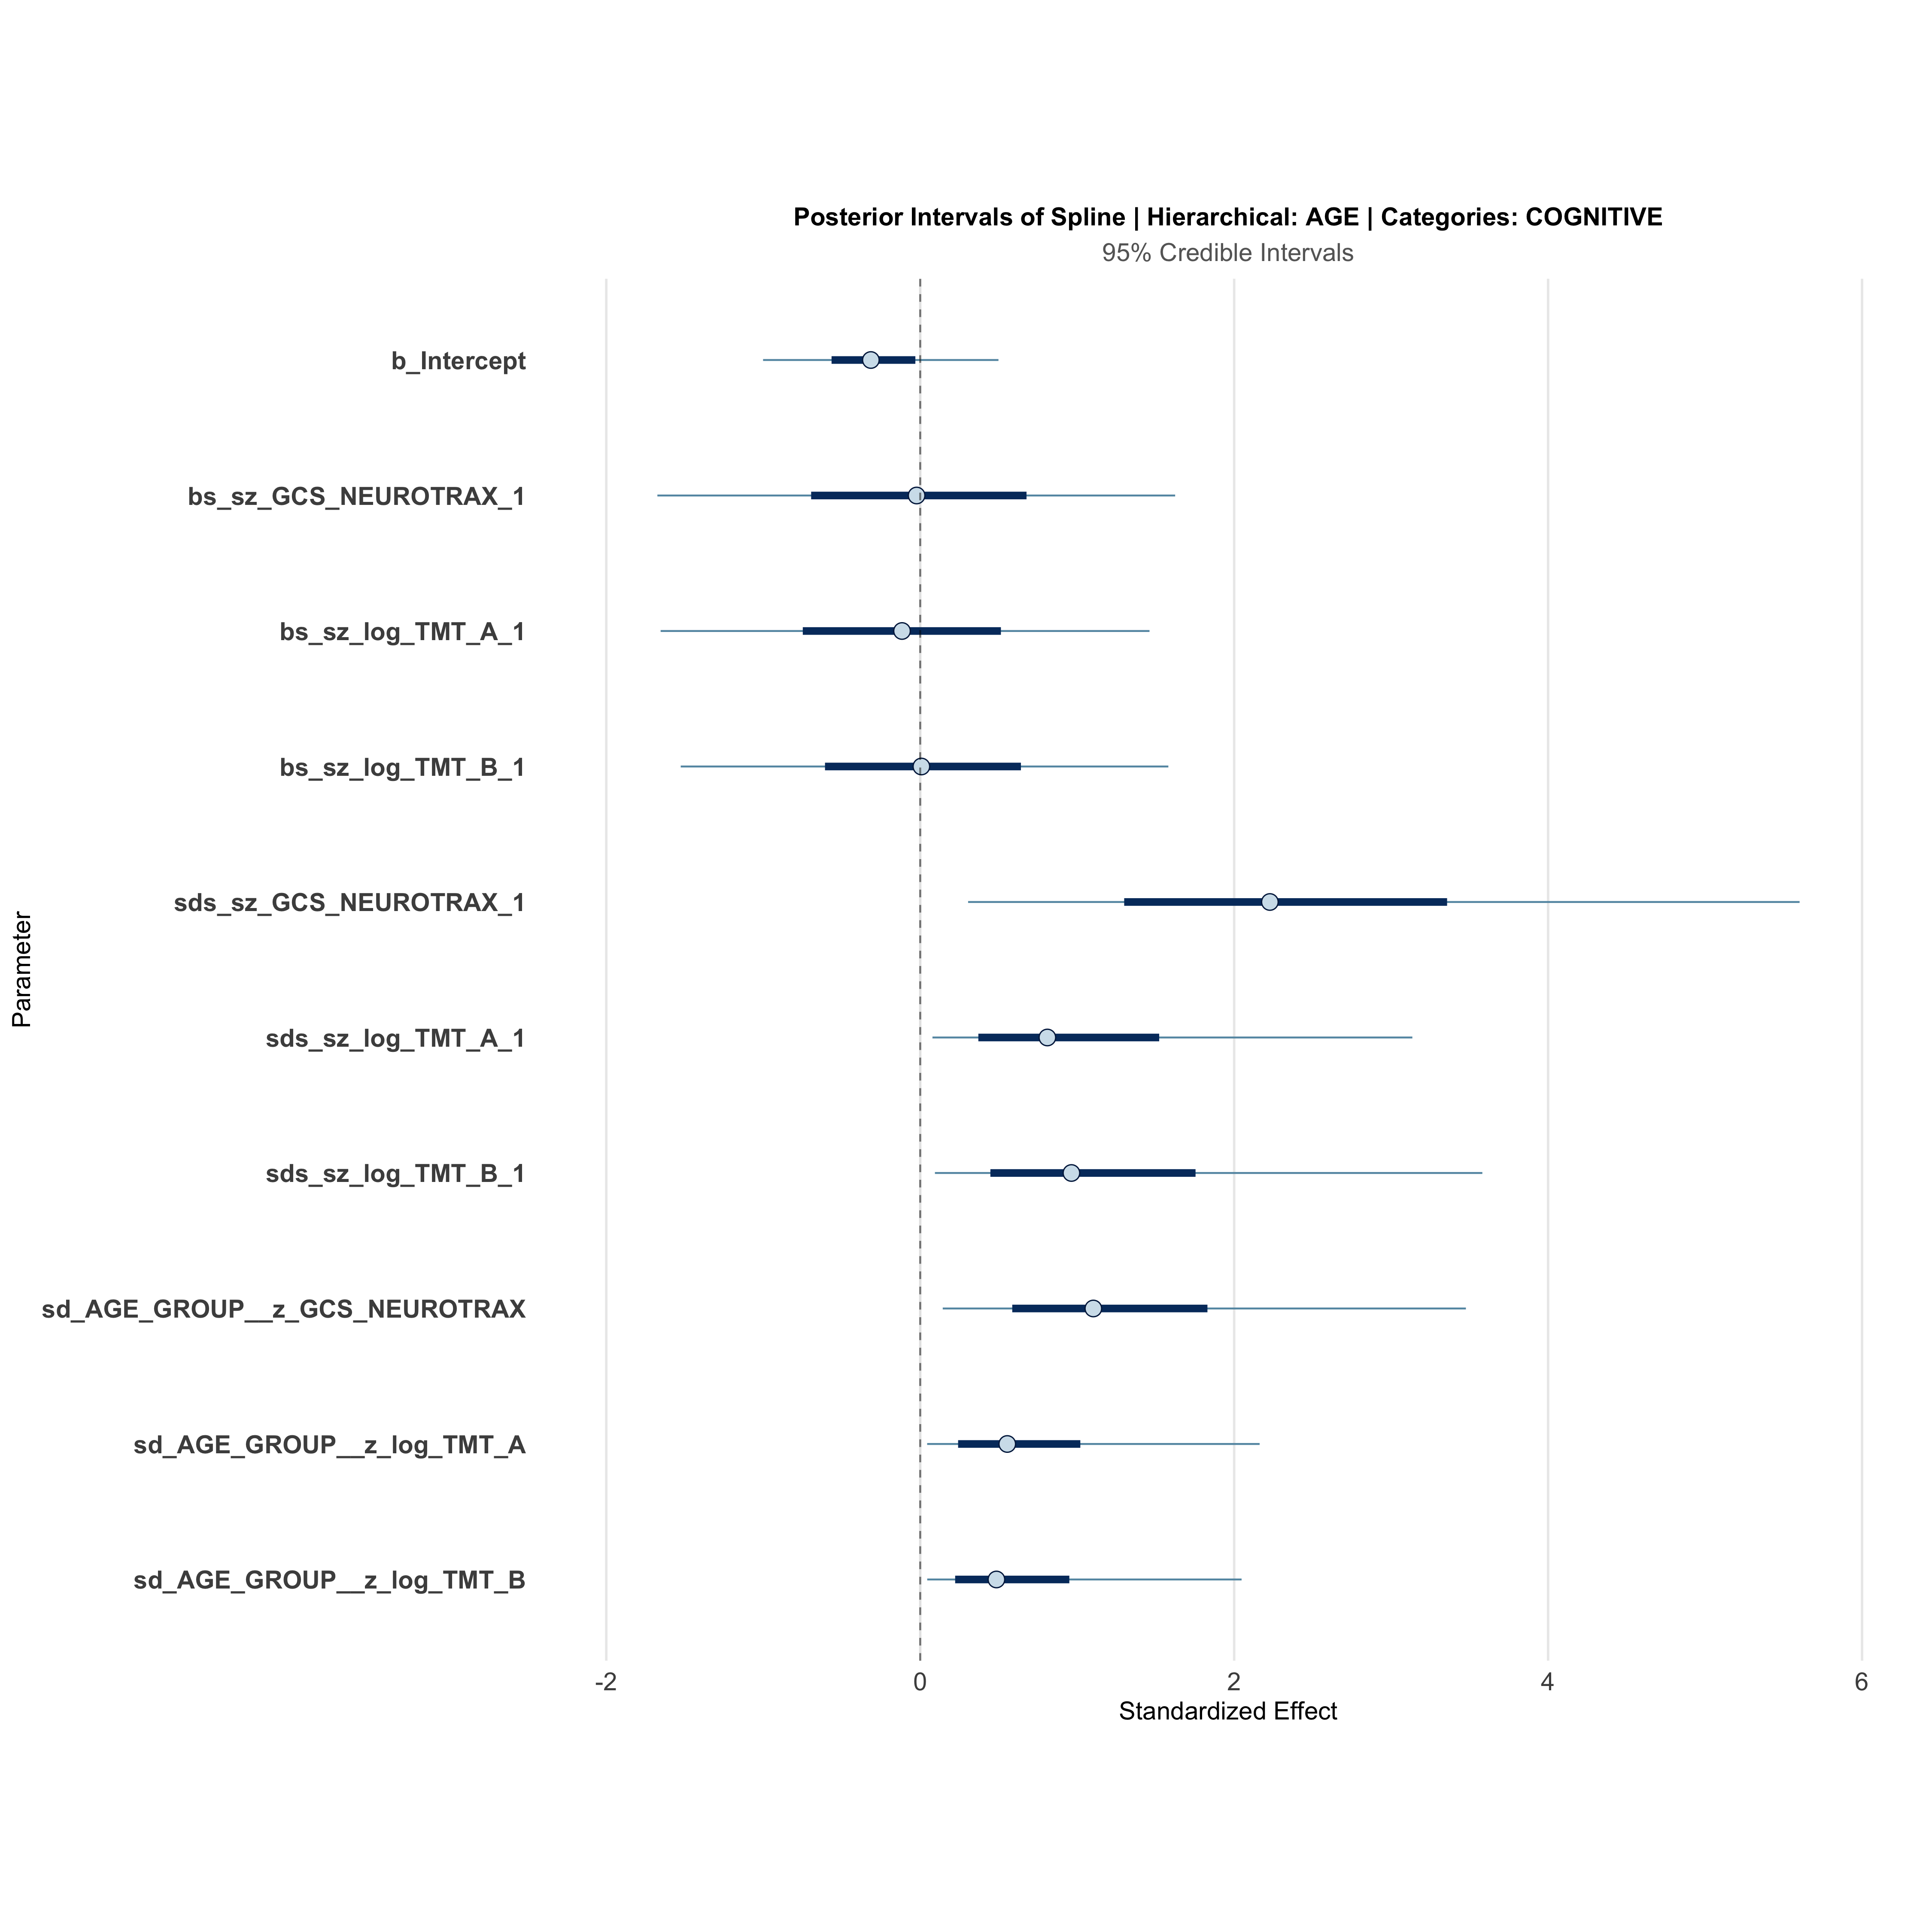 Posterior Intervals of Spline | Hierarchical: AGE | Categories: COGNITIVE
95% Credible Intervals
Parameter
b_Intercept
bs_sz_GCS_NEUROTRAX_1
bs_sz_log_TMT_A_1
bs_sz_log_TMT_B_1
sds_sz_GCS_NEUROTRAX_1
sds_sz_log_TMT_A_1
sds_sz_log_TMT_B_1
sd_AGE_GROUP__z_GCS_NEUROTRAX
sd_AGE_GROUP__z_log_TMT_A
sd_AGE_GROUP__z_log_TMT_B
-2 0 2 4 6
Standardized Effect